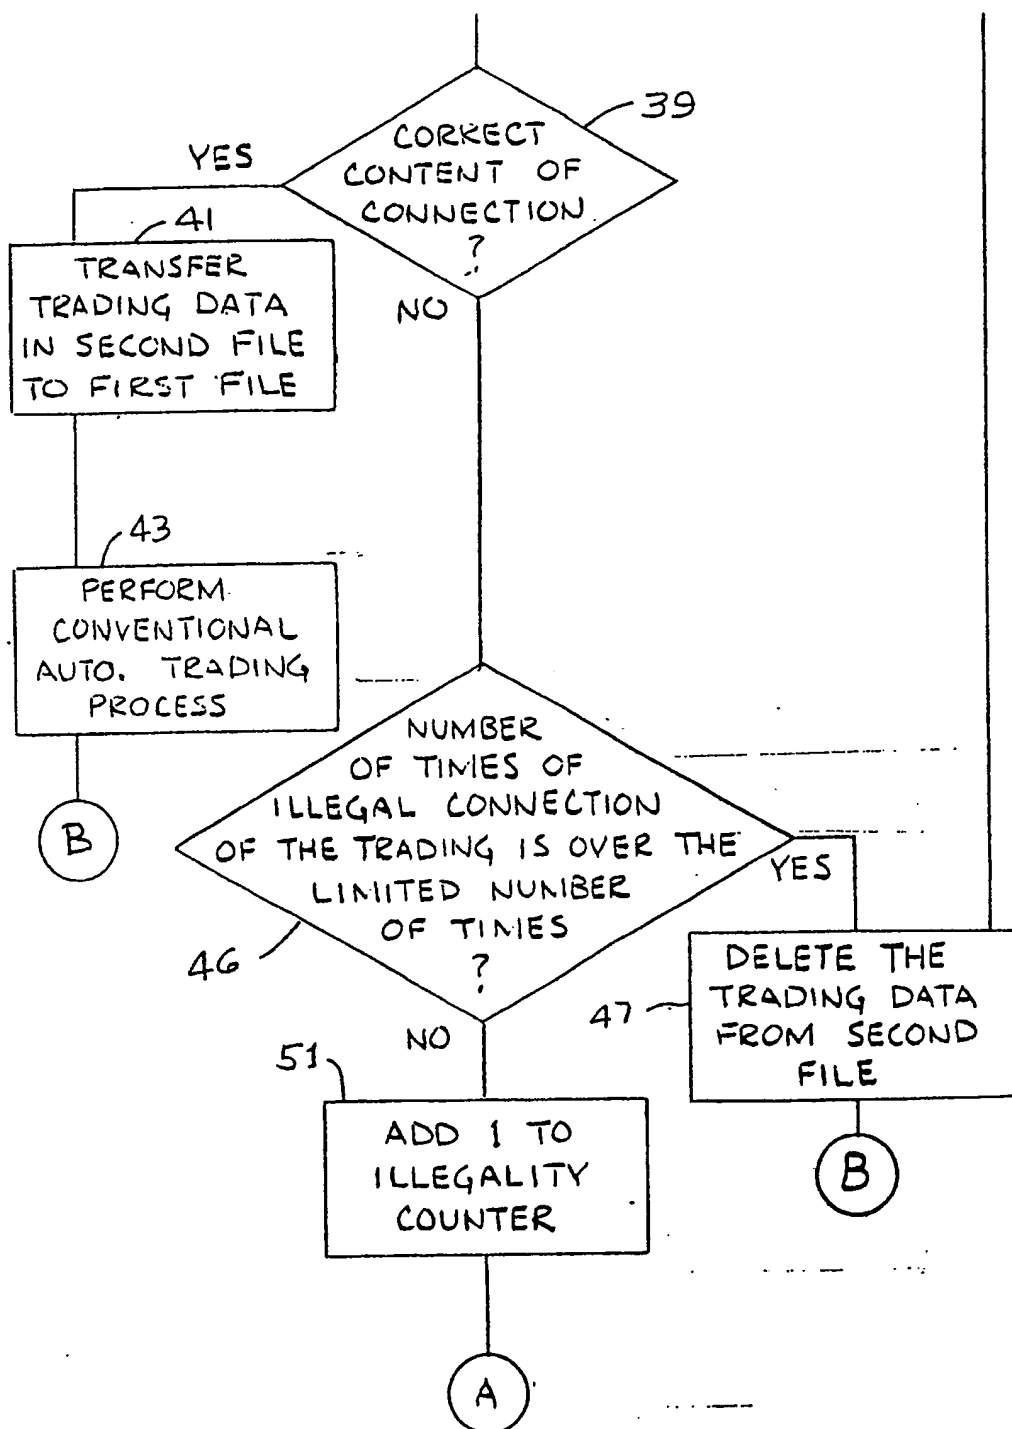 39
CORRECT
CONTENT OF
CONNECTION
?
YES
NO
41
TRANSFER
TRADING DATA
IN SECOND FILE
TO FIRST FILE
43
PERFORM
CONVENTIONAL
AUTO. TRADING
PROCESS
B
NUMBER
OF TIMES OF
ILLEGAL CONNECTION
OF THE TRADING IS OVER THE
LIMITED NUMBER
OF TIMES
?
46
YES
NO
47
DELETE THE
TRADING DATA
FROM SECOND
FILE
B
51
ADD 1 TO
ILLEGALITY
COUNTER
A